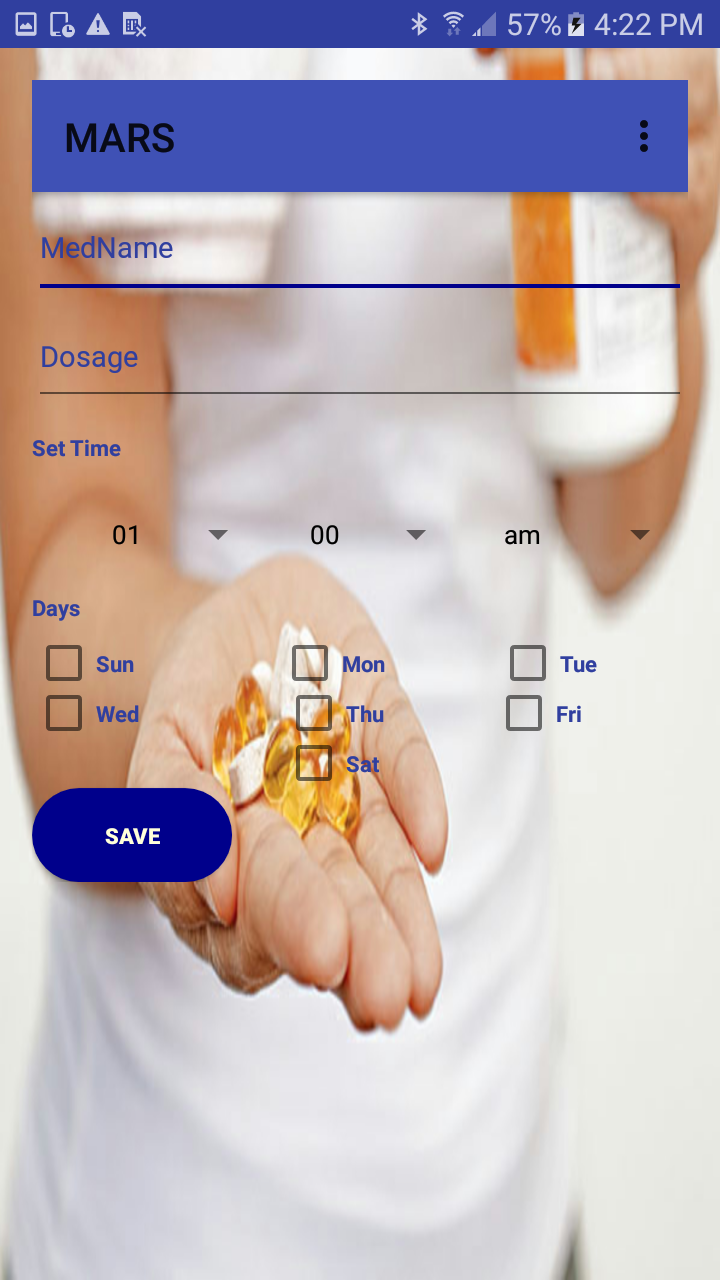 57% 4:22 PM
MARS
MedName
Dosage
Set Time
01 00 am
Days
Sun Mon Tue
Wed Thu Fri
Sat
SAVE